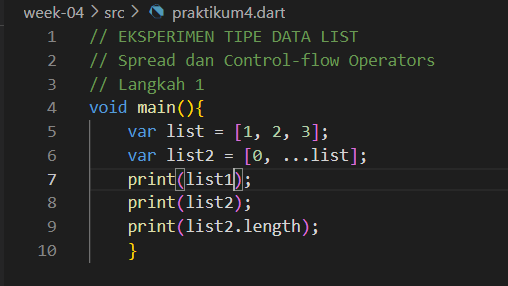 week-04 > src > praktikum4.dart
1 // EKSPERIMEN TIPE DATA LIST
2 // Spread dan Control-flow Operators
3 // Langkah 1
4 void main(){
5 var list = [1, 2, 3];
6 var list2 = [0, ...list];
7 print(list1);
8 print(list2);
9 print(list2.length);
10 }